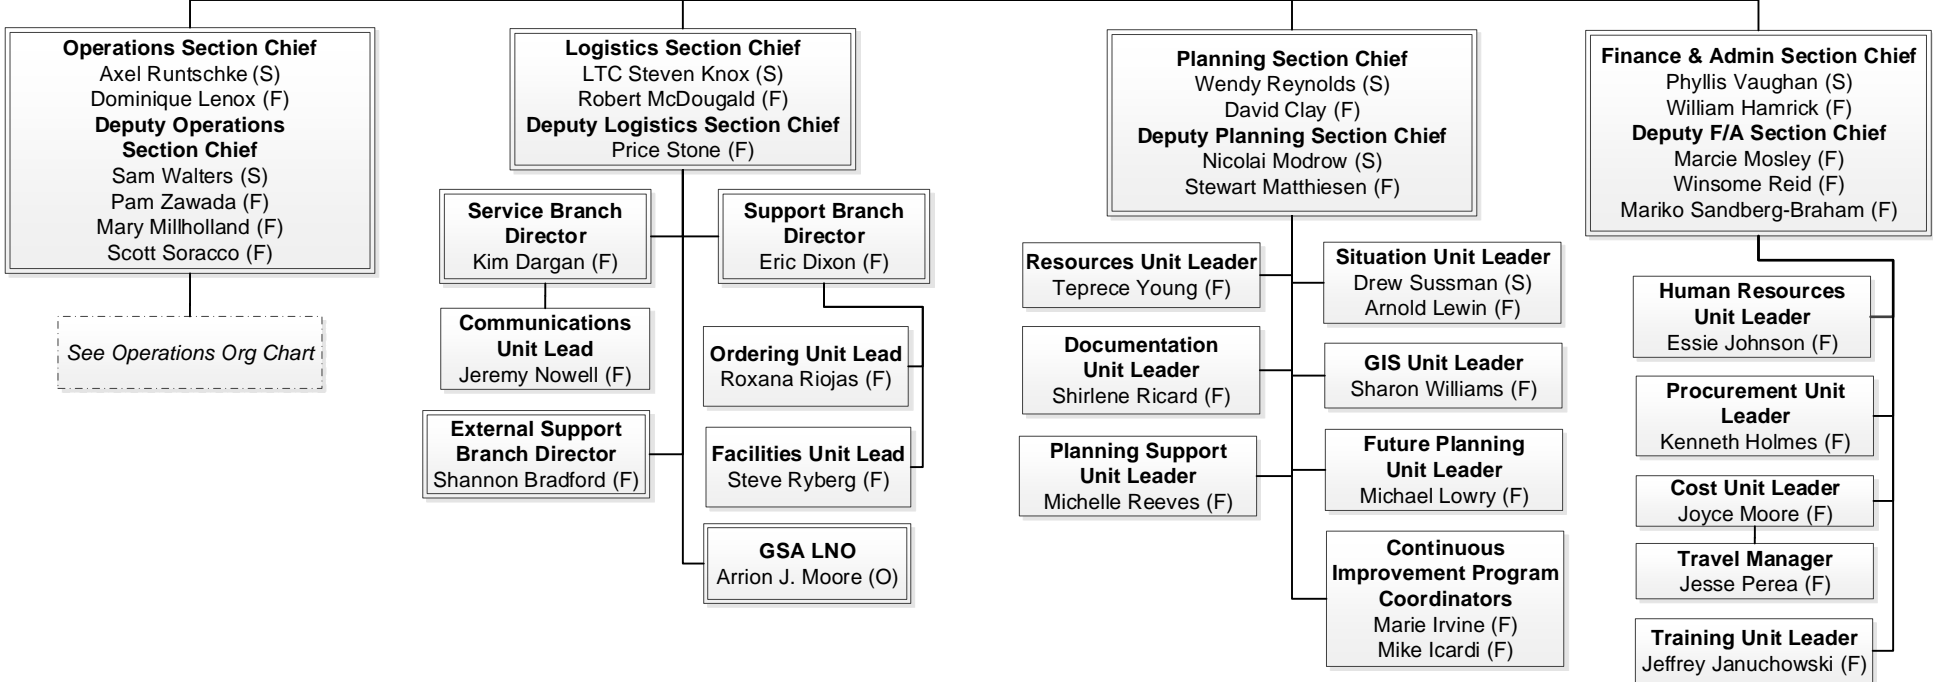 Operations Section Chief
Axel Runtschke (S)
Dominique Lenox (F)
Deputy Operations
Section Chief
Sam Walters (S)
Pam Zawada (F)
Mary Millholland (F)
Scott Soracco (F)
See Operations Org Chart
Logistics Section Chief
LTC Steven Knox (S)
Robert McDougald (F)
Deputy Logistics Section Chief
Price Stone (F)
Service Branch
Director
Kim Dargan (F)
Support Branch
Director
Eric Dixon (F)
Communications
Unit Lead
Jeremy Nowell (F)
Ordering Unit Lead
Roxana Riojas (F)
External Support
Branch Director
Shannon Bradford (F)
Facilities Unit Lead
Steve Ryberg (F)
GSA LNO
Arrion J. Moore (O)
Planning Section Chief
Wendy Reynolds (S)
David Clay (F)
Deputy Planning Section Chief
Nicolai Modrow (S)
Stewart Matthiesen (F)
Resources Unit Leader
Teprece Young (F)
Situation Unit Leader
Drew Sussman (S)
Arnold Lewin (F)
Documentation
Unit Leader
Shirlene Ricard (F)
GIS Unit Leader
Sharon Williams (F)
Planning Support
Unit Leader
Michelle Reeves (F)
Future Planning
Unit Leader
Michael Lowry (F)
Continuous
Improvement Program
Coordinators
Marie Irvine (F)
Mike Icardi (F)
Finance & Admin Section Chief
Phyllis Vaughan (S)
William Hamrick (F)
Deputy F/A Section Chief
Marcie Mosley (F)
Winsome Reid (F)
Mariko Sandberg-Braham (F)
Human Resources
Unit Leader
Essie Johnson (F)
Procurement Unit
Leader
Kenneth Holmes (F)
Cost Unit Leader
Joyce Moore (F)
Travel Manager
Jesse Perea (F)
Training Unit Leader
Jeffrey Januchowski (F)